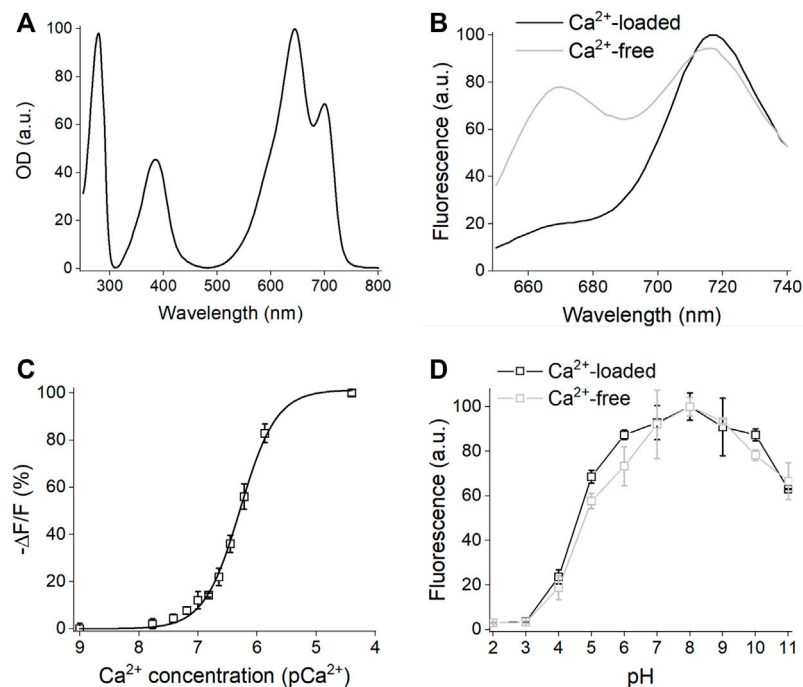 A
OD (a.u.)
100
80
60
40
20
0
300 400 500 600 700 800
Wavelength (nm)
B
Ca²⁺-loaded
Ca²⁺-free
Fluorescence (a.u.)
100
80
60
40
20
0
660 680 700 720 740
Wavelength (nm)
C
-ΔF/F (%)
100
80
60
40
20
0
9 8 7 6 5 4
Ca²⁺ concentration (pCa²⁺)
D
Ca²⁺-loaded
Ca²⁺-free
Fluorescence (a.u.)
100
80
60
40
20
0
2 3 4 5 6 7 8 9 10 11
pH